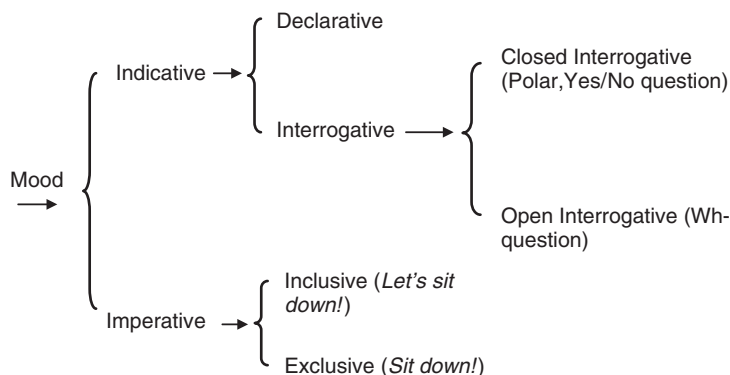 Declarative
Closed Interrogative
(Polar,Yes/No question)
Indicative
Interrogative
Mood
Open Interrogative (Wh-
question)
Inclusive (Let's sit
down!)
Imperative
Exclusive (Sit down!)